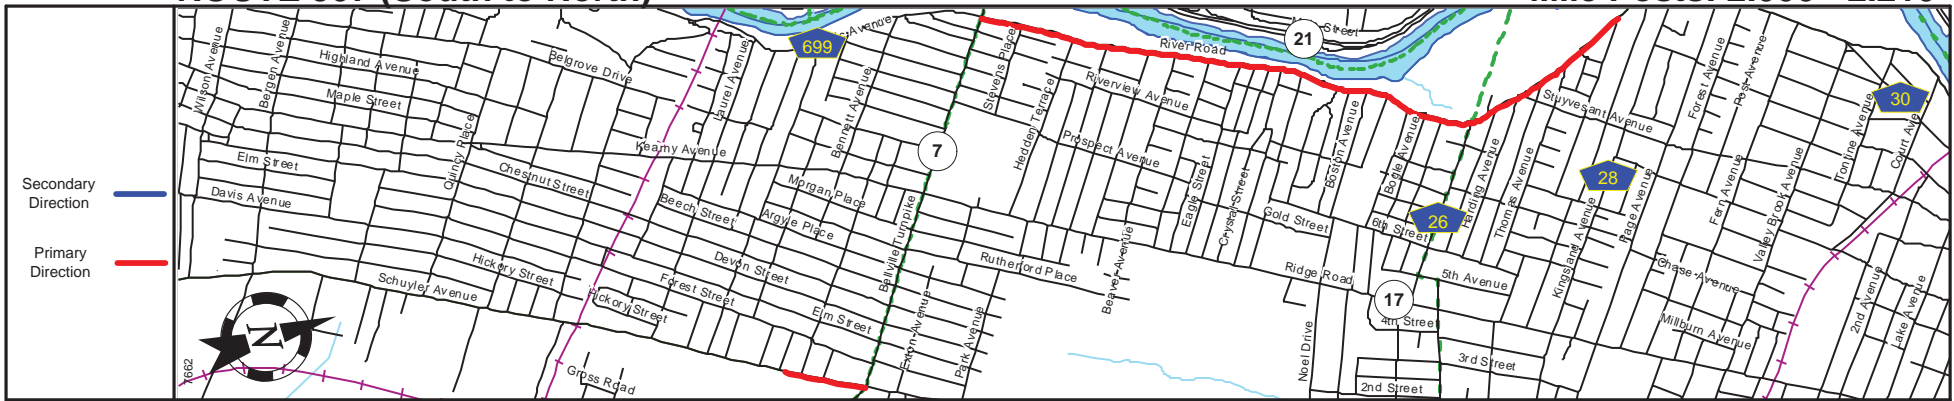 Secondary
Direction
Primary
Direction
Wilson Avenue
Bergen Avenue
Highland Avenue
Maple Street
Belgrove Drive
Laurel Avenue
699
Avenue
Bennett Avenue
Stevens Place
River Road
21
Street
Riverview Avenue
Hedden Terrace
Prospect Avenue
Stuyvesant Avenue
Forest Avenue
Post Avenue
30
Court Ave
Tontine Avenue
Elm Street
Davis Avenue
Quincy Place
Kearny Avenue
Chestnut Street
Beech Street
Morgan Place
Argyle Place
7
Bellville Turnpike
Eagle Street
Crystal Street
Boston Avenue
Bogle Avenue
Gold Street
6th Street
26
Harding Avenue
Thomas Avenue
28
Kingsland Avenue
Page Avenue
Fern Avenue
Valley Brook Avenue
Schuyler Avenue
Hickory Street
Hickory Street
Forest Street
Devon Street
Elm Street
Exton Avenue
Park Avenue
Rutherford Place
Beaver Avenue
Ridge Road
17
5th Avenue
4th Street
3rd Street
2nd Street
Noel Drive
Chase Avenue
Millburn Avenue
2nd Avenue
Lake Avenue
Gross Road
N
7662